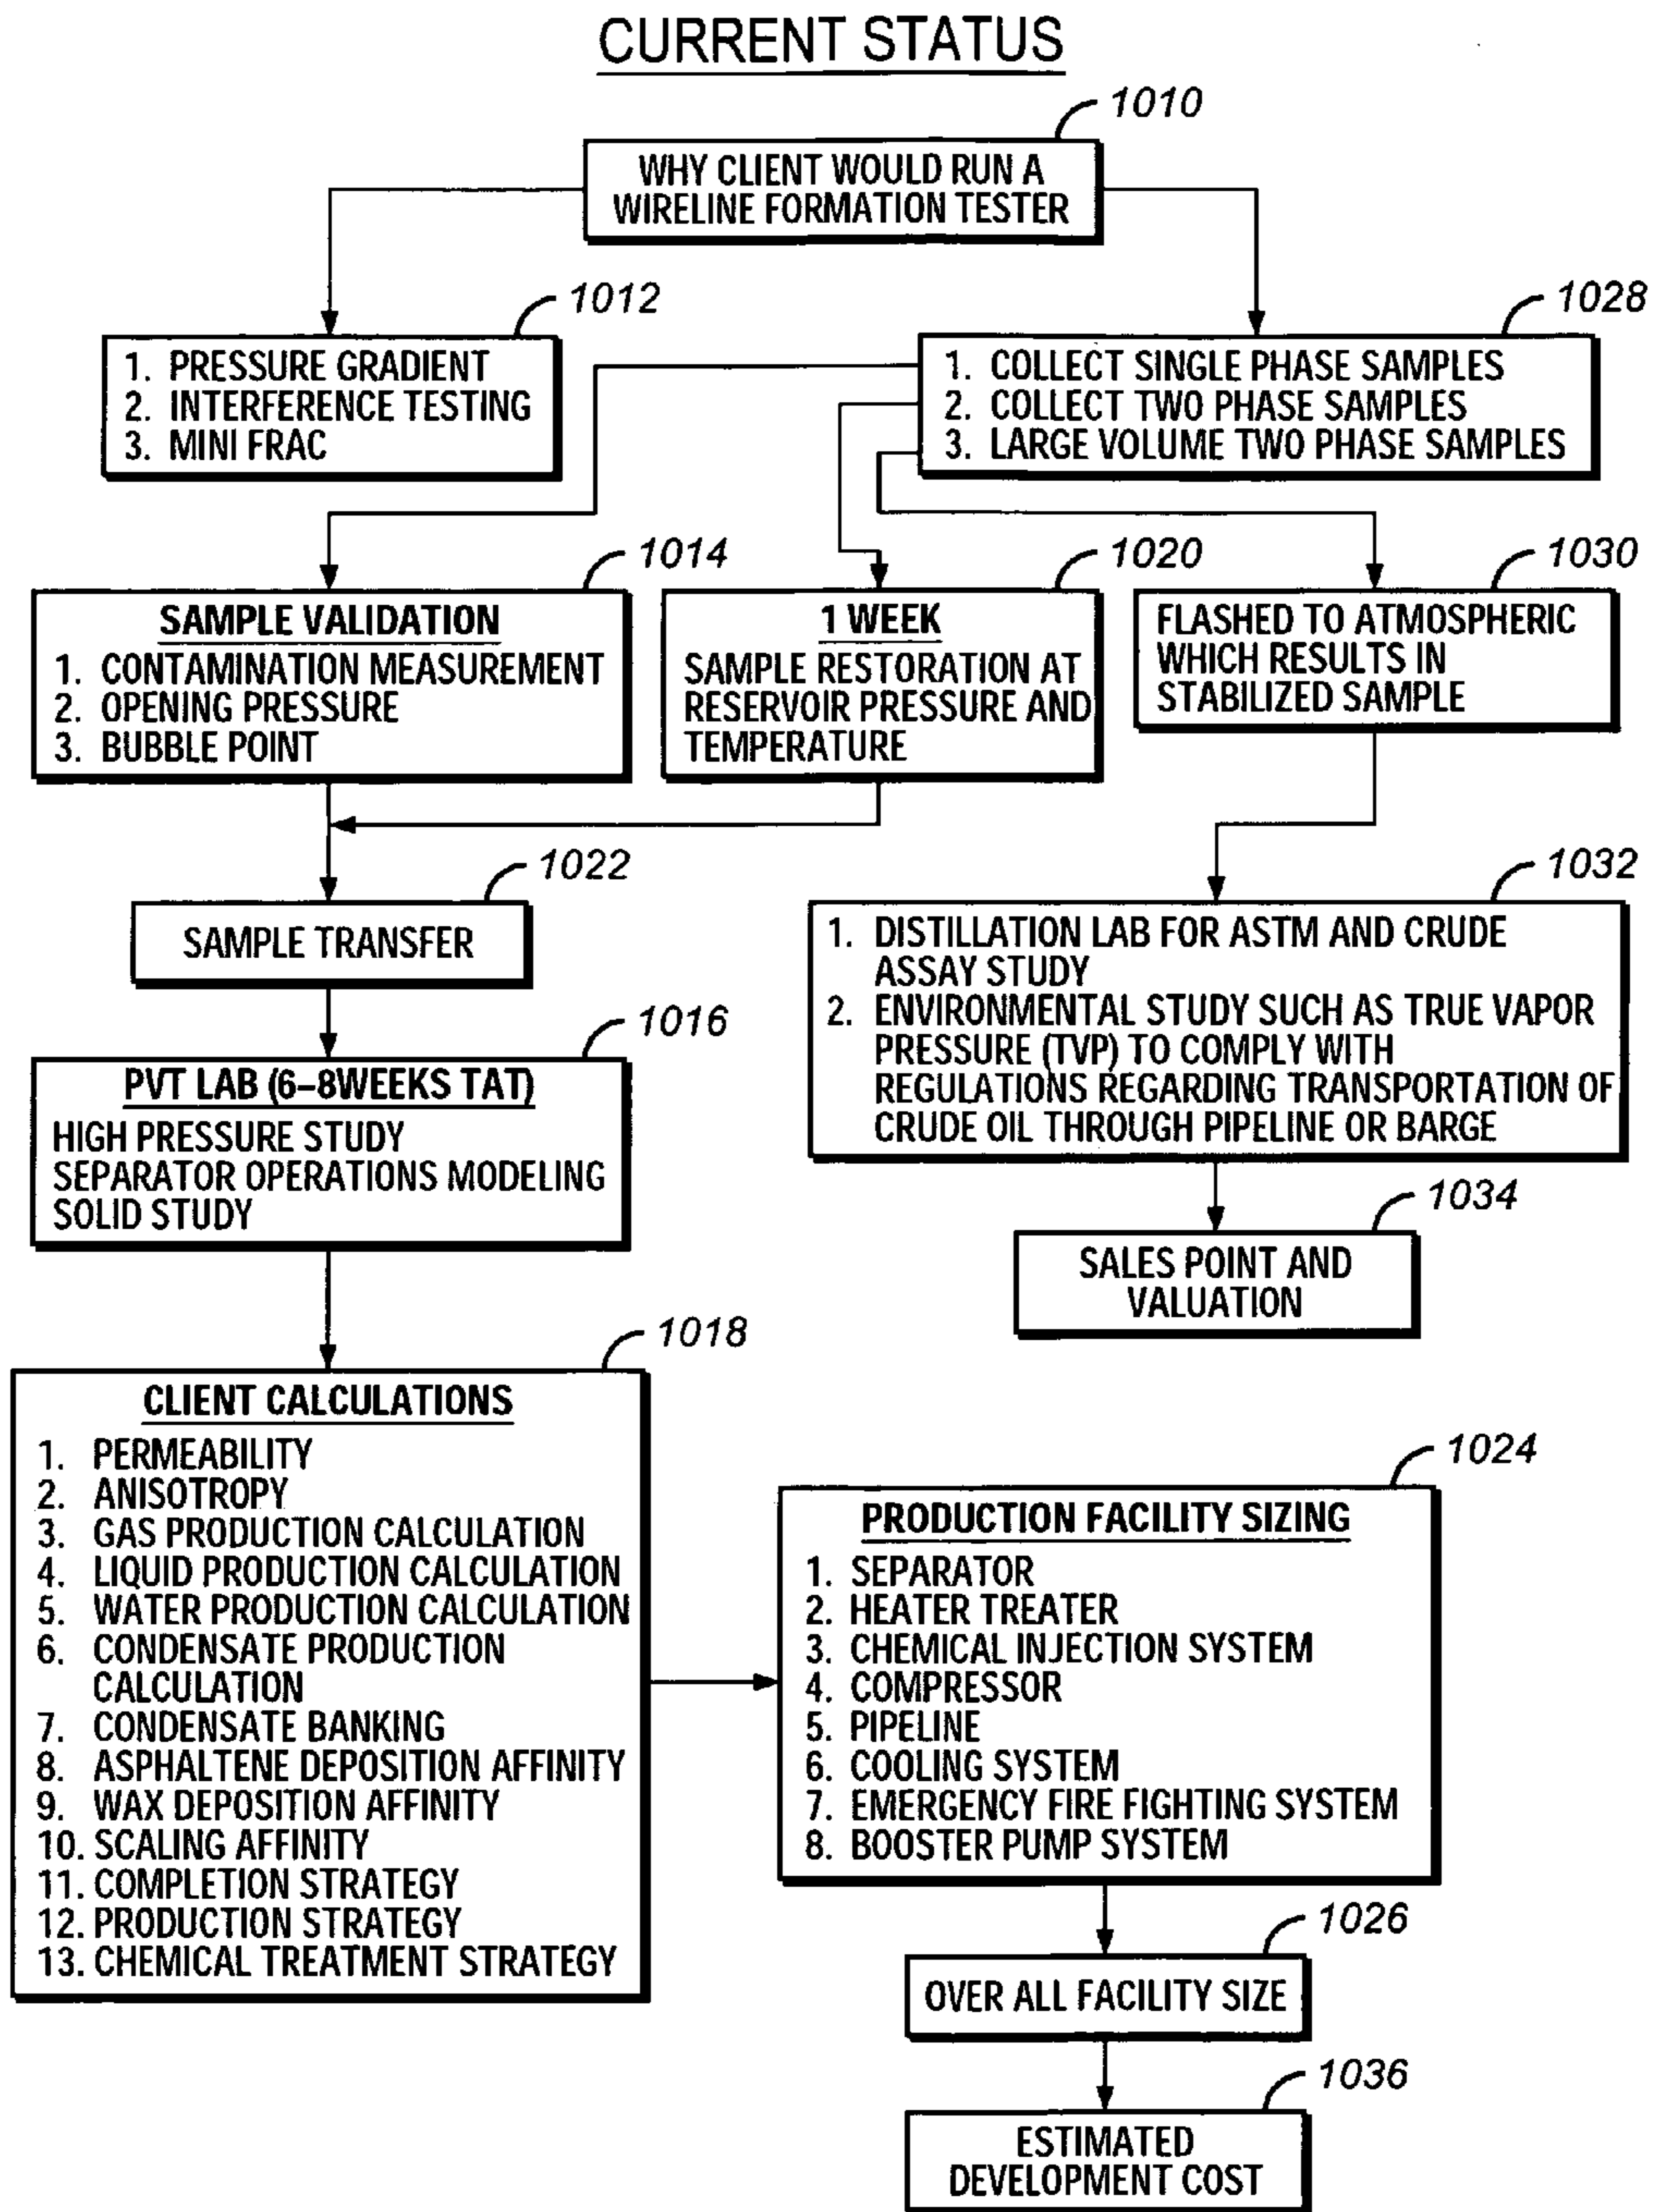 CURRENT STATUS
1010
WHY CLIENT WOULD RUN A
WIRELINE FORMATION TESTER
1012
1. PRESSURE GRADIENT
2. INTERFERENCE TESTING
3. MINI FRAC
1028
1. COLLECT SINGLE PHASE SAMPLES
2. COLLECT TWO PHASE SAMPLES
3. LARGE VOLUME TWO PHASE SAMPLES
1014
SAMPLE VALIDATION
1. CONTAMINATION MEASUREMENT
2. OPENING PRESSURE
3. BUBBLE POINT
1020
1 WEEK
SAMPLE RESTORATION AT
RESERVOIR PRESSURE AND
TEMPERATURE
1030
FLASHED TO ATMOSPHERIC
WHICH RESULTS IN
STABILIZED SAMPLE
1022
SAMPLE TRANSFER
1032
1. DISTILLATION LAB FOR ASTM AND CRUDE
ASSAY STUDY
2. ENVIRONMENTAL STUDY SUCH AS TRUE VAPOR
PRESSURE (TVP) TO COMPLY WITH
REGULATIONS REGARDING TRANSPORTATION OF
CRUDE OIL THROUGH PIPELINE OR BARGE
1016
PVT LAB (6–8WEEKS TAT)
HIGH PRESSURE STUDY
SEPARATOR OPERATIONS MODELING
SOLID STUDY
1034
SALES POINT AND
VALUATION
1018
CLIENT CALCULATIONS
1. PERMEABILITY
2. ANISOTROPY
3. GAS PRODUCTION CALCULATION
4. LIQUID PRODUCTION CALCULATION
5. WATER PRODUCTION CALCULATION
6. CONDENSATE PRODUCTION
CALCULATION
7. CONDENSATE BANKING
8. ASPHALTENE DEPOSITION AFFINITY
9. WAX DEPOSITION AFFINITY
10. SCALING AFFINITY
11. COMPLETION STRATEGY
12. PRODUCTION STRATEGY
13. CHEMICAL TREATMENT STRATEGY
1024
PRODUCTION FACILITY SIZING
1. SEPARATOR
2. HEATER TREATER
3. CHEMICAL INJECTION SYSTEM
4. COMPRESSOR
5. PIPELINE
6. COOLING SYSTEM
7. EMERGENCY FIRE FIGHTING SYSTEM
8. BOOSTER PUMP SYSTEM
1026
OVER ALL FACILITY SIZE
1036
ESTIMATED
DEVELOPMENT COST